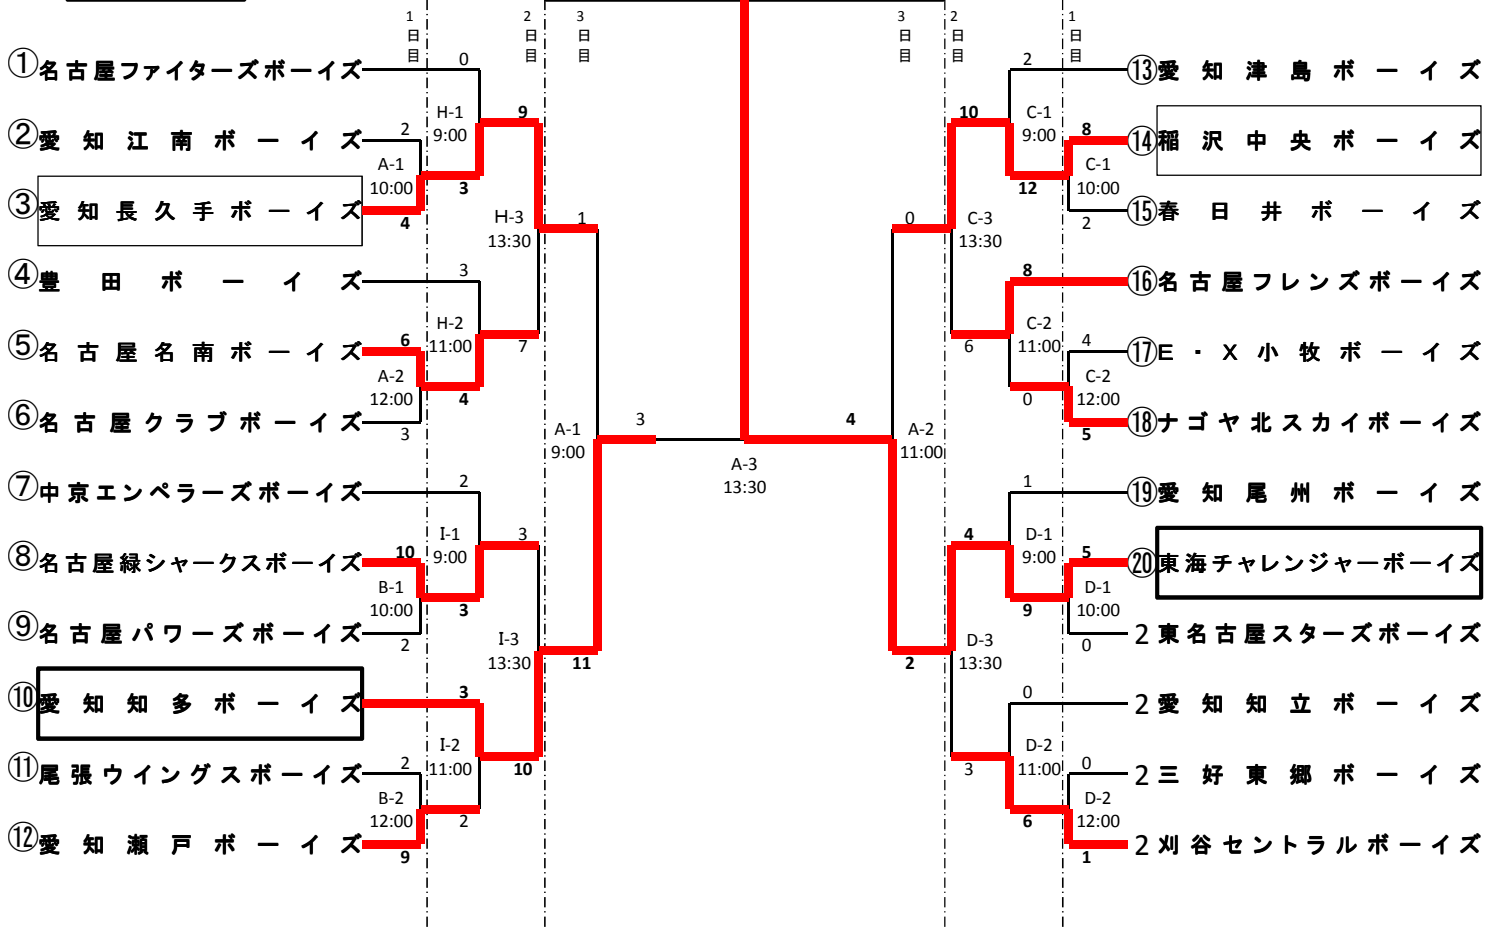 1日目
2日目
3日目
3日目
2日目
1日目
①名古屋ファイターズボーイズ
0
②愛知江南ボーイズ
2
A-1
10:00
H-1
9:00
3
9
③愛知長久手ボーイズ
4
H-3
13:30
1
④豊田ボーイズ
3
⑤名古屋名南ボーイズ
6
A-2
12:00
H-2
11:00
4
7
⑥名古屋クラブボーイズ
3
A-1
9:00
3
⑦中京エンペラーズボーイズ
2
⑧名古屋緑シャークスボーイズ
10
B-1
10:00
I-1
9:00
3
3
⑨名古屋パワーズボーイズ
2
I-3
13:30
11
⑩愛知知多ボーイズ
3
⑪尾張ウイングスボーイズ
2
B-2
12:00
I-2
11:00
2
10
⑫愛知瀬戸ボーイズ
9
A-3
13:30
4
⑬愛知津島ボーイズ
2
⑭稲沢中央ボーイズ
8
C-1
10:00
C-1
9:00
12
10
⑮春日井ボーイズ
2
C-3
13:30
0
⑯名古屋フレンズボーイズ
8
⑰E・X小牧ボーイズ
4
C-2
12:00
C-2
11:00
0
6
⑱ナゴヤ北スカイボーイズ
5
A-2
11:00
⑲愛知尾州ボーイズ
1
⑳東海チャレンジャーボーイズ
5
D-1
10:00
D-1
9:00
9
4
2東名古屋スターズボーイズ
0
D-3
13:30
2
2愛知知立ボーイズ
0
2三好東郷ボーイズ
0
D-2
12:00
D-2
11:00
6
3
2刈谷セントラルボーイズ
1